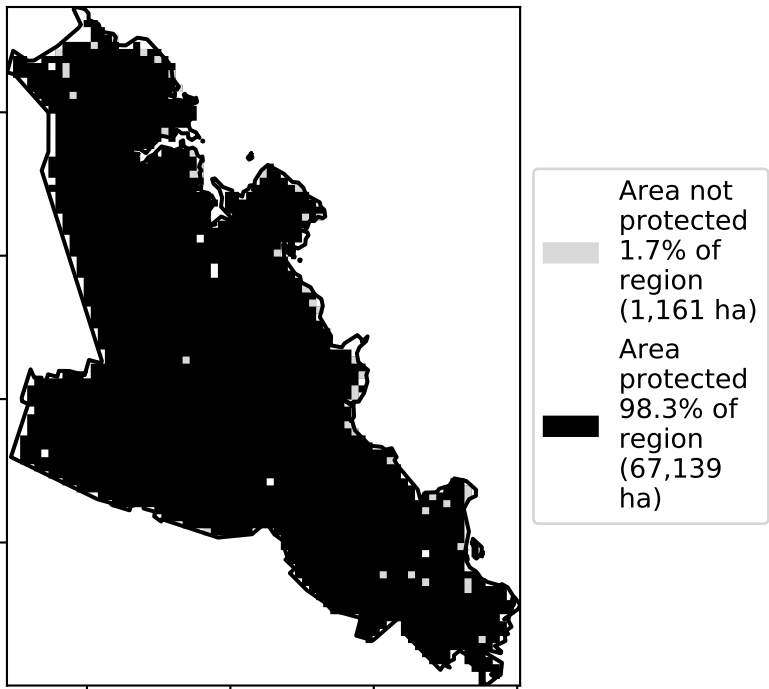 Area not
protected
1.7% of
region
(1,161 ha)
Area
protected
98.3% of
region
(67,139
ha)